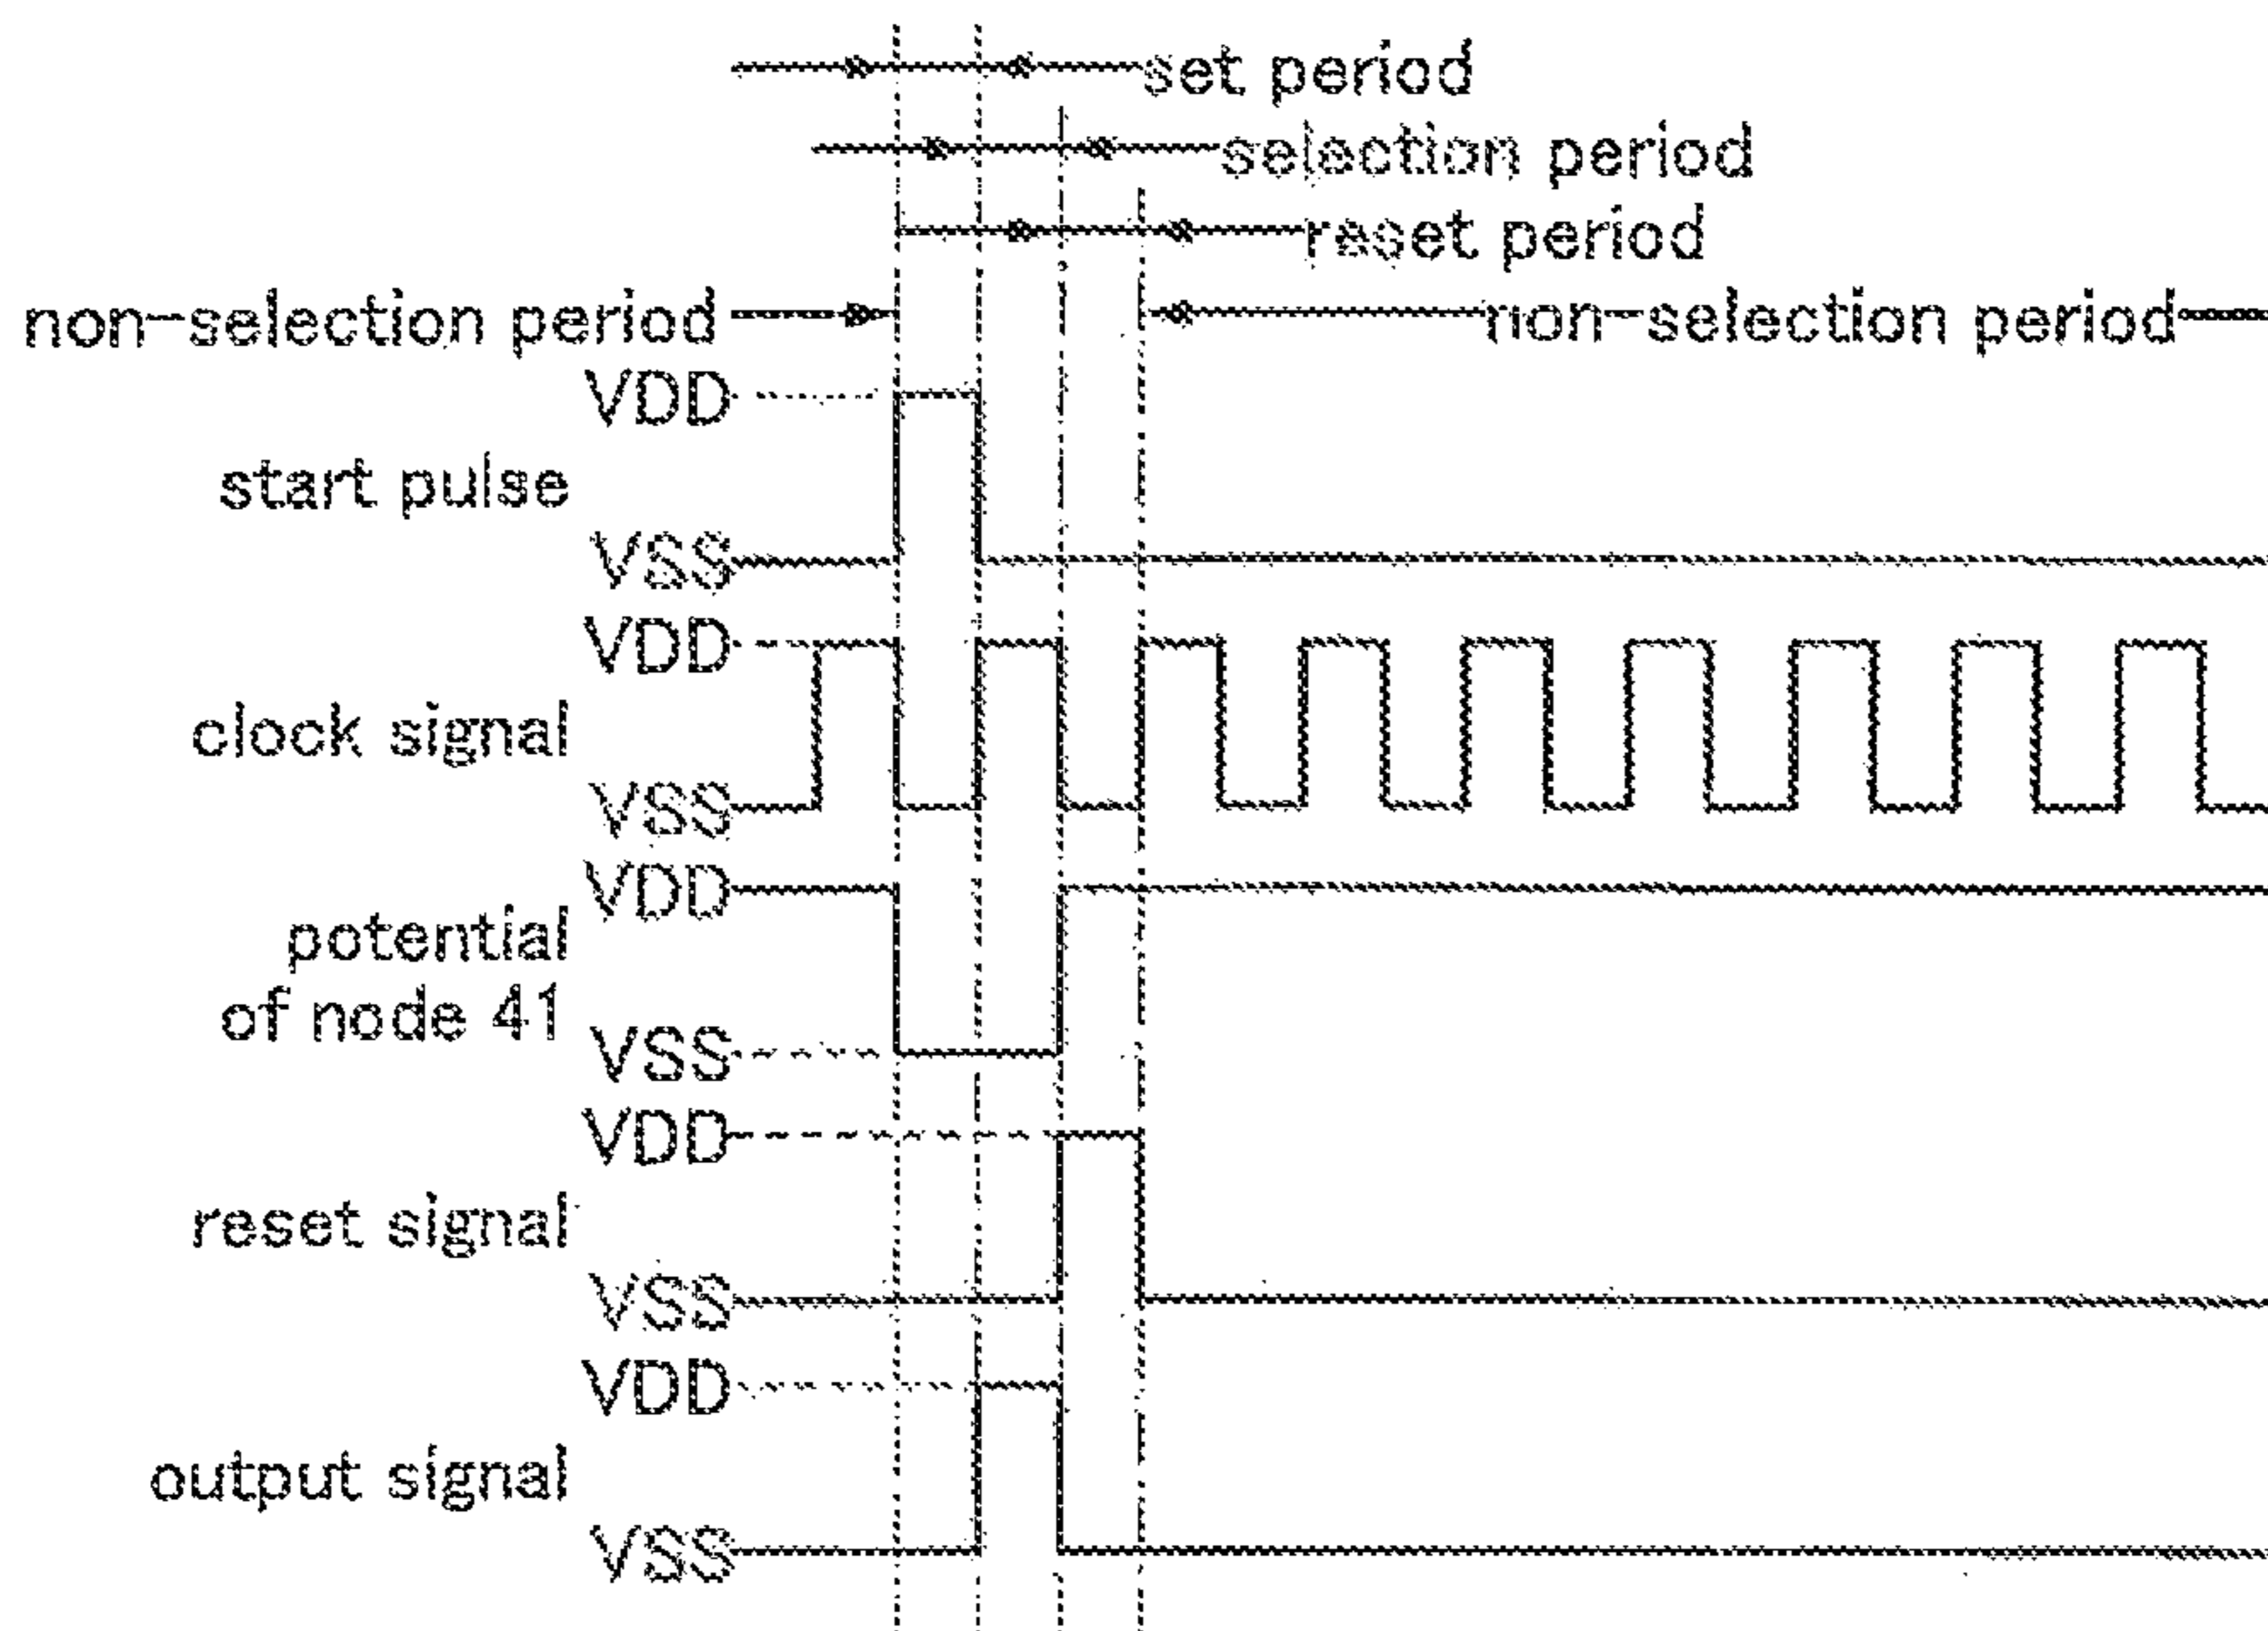 set period
selection period
reset period
non-selection period
non-selection period
VDD
start pulse
VSS
VDD
clock signal
VSS
VDD
potential
of node 41
VSS
VDD
reset signal
VSS
VDD
output signal
VSS